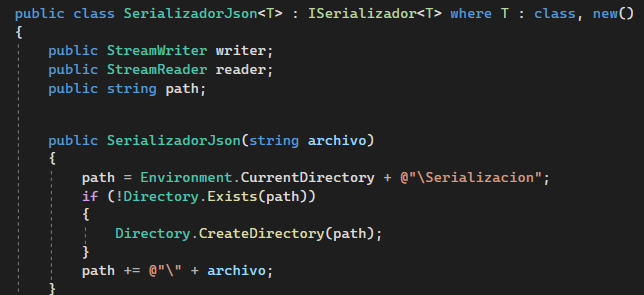 public class SerializadorJson<T> : ISerializador<T> where T : class, new()
{
public StreamWriter writer;
public StreamReader reader;
public string path;
public SerializadorJson(string archivo)
{
path = Environment.CurrentDirectory + @"\Serializacion";
if (!Directory.Exists(path))
{
Directory.CreateDirectory(path);
}
path += @"\" + archivo;
}